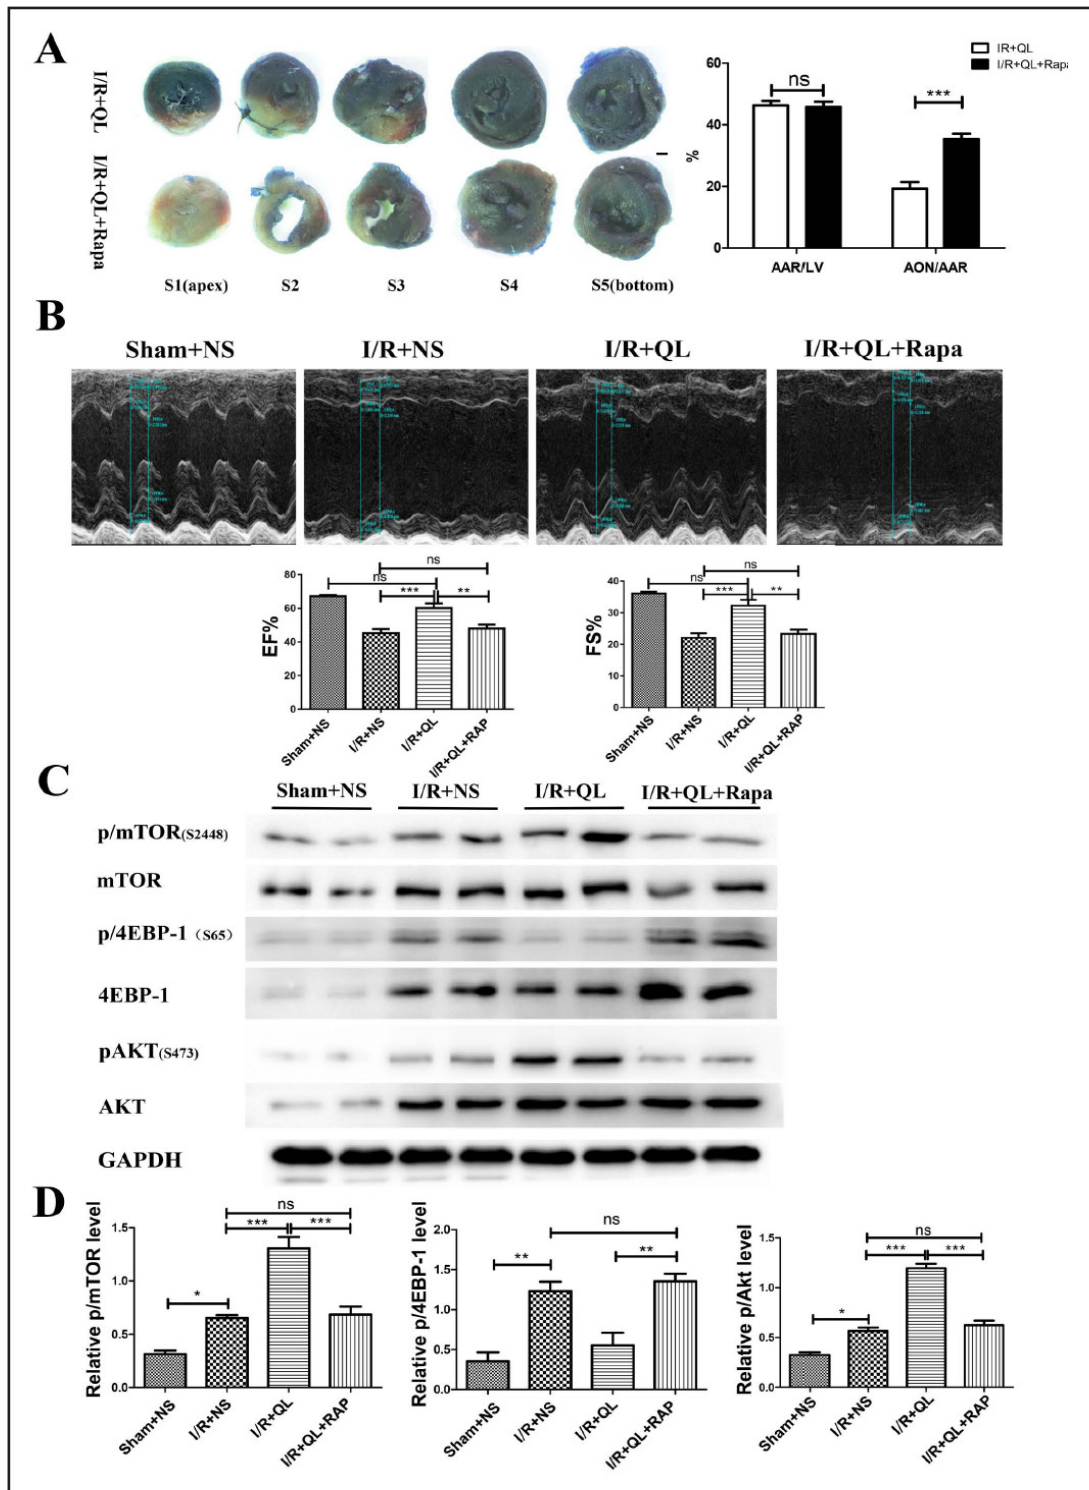 A
I/R+QL
I/R+QL+Rapa
S1(apex) S2 S3 S4 S5(bottom)
IR+QL
I/R+QL+Rapa
60
40
20
0
%
ns
***
AAR/LV AON/AAR
B
Sham+NS I/R+NS I/R+QL I/R+QL+Rapa
EF%
80
60
40
20
0
ns
ns
*** **
Sham+NS I/R+NS I/R+QL I/R+QL+RAP
FS%
40
30
20
10
0
ns
ns
*** **
Sham+NS I/R+NS I/R+QL I/R+QL+RAP
C
Sham+NS I/R+NS I/R+QL I/R+QL+Rapa
p/mTOR(S2448)
mTOR
p/4EBP-1（S65）
4EBP-1
pAKT(S473)
AKT
GAPDH
D
Relative p/mTOR level
1.5
1.0
0.5
0.0
ns
*** ***
*
Sham+NS I/R+NS I/R+QL I/R+QL+RAP
Relative p/4EBP-1 level
2.0
1.5
1.0
0.5
0.0
ns
** **
Sham+NS I/R+NS I/R+QL I/R+QL+RAP
Relative p/Akt level
1.5
1.0
0.5
0.0
ns
*** ***
*
Sham+NS I/R+NS I/R+QL I/R+QL+RAP